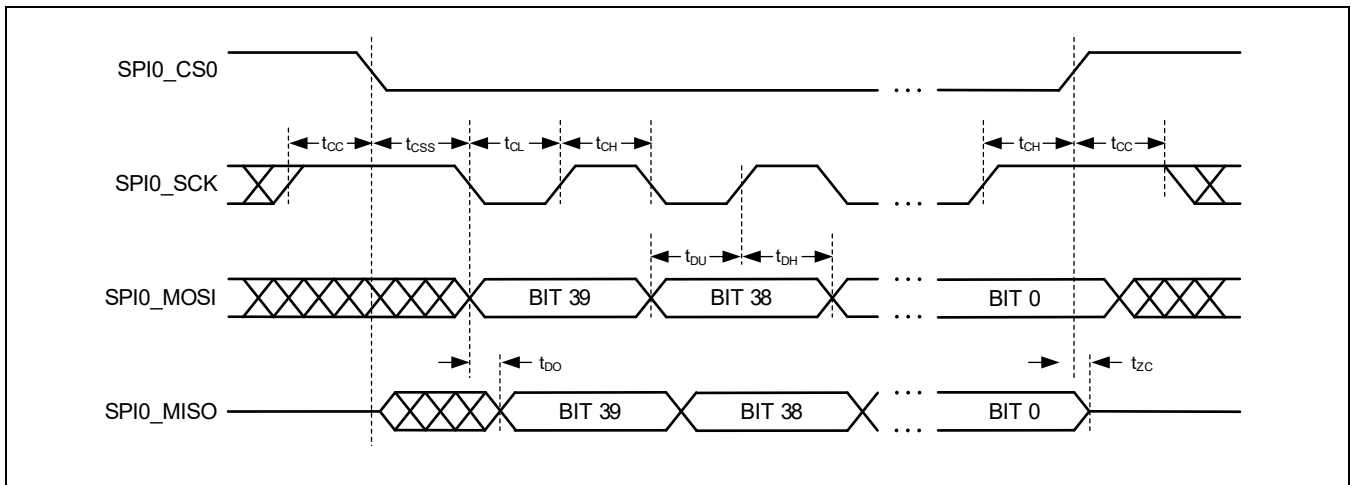 SPI0_CS0
tCC tCSS tCL tCH tCH tCC
SPI0_SCK
tDU tDH
SPI0_MOSI BIT 39 BIT 38 BIT 0
tDO tZC
SPI0_MISO BIT 39 BIT 38 BIT 0